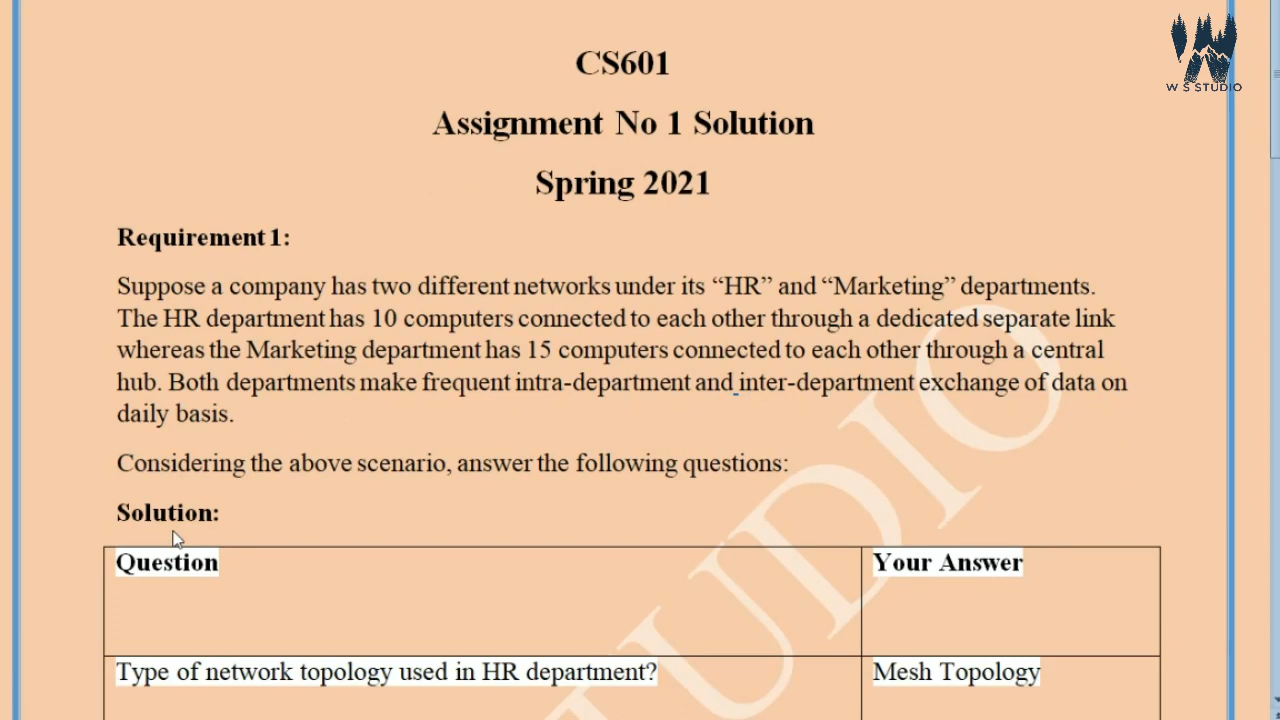 W S STUDIO
CS601
Assignment No 1 Solution
Spring 2021
Requirement 1:
Suppose a company has two different networks under its “HR” and “Marketing” departments.
The HR department has 10 computers connected to each other through a dedicated separate link
whereas the Marketing department has 15 computers connected to each other through a central
hub. Both departments make frequent intra-department and inter-department exchange of data on
daily basis.
Considering the above scenario, answer the following questions:
Solution:
Question
Your Answer
Type of network topology used in HR department?
Mesh Topology
STUDIO